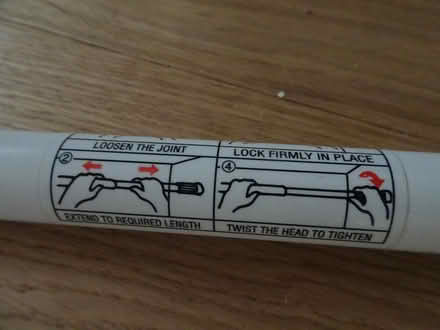 LOOSEN THE JOINT
LOCK FIRMLY IN PLACE
2
4
EXTEND TO REQUIRED LENGTH
TWIST THE HEAD TO TIGHTEN